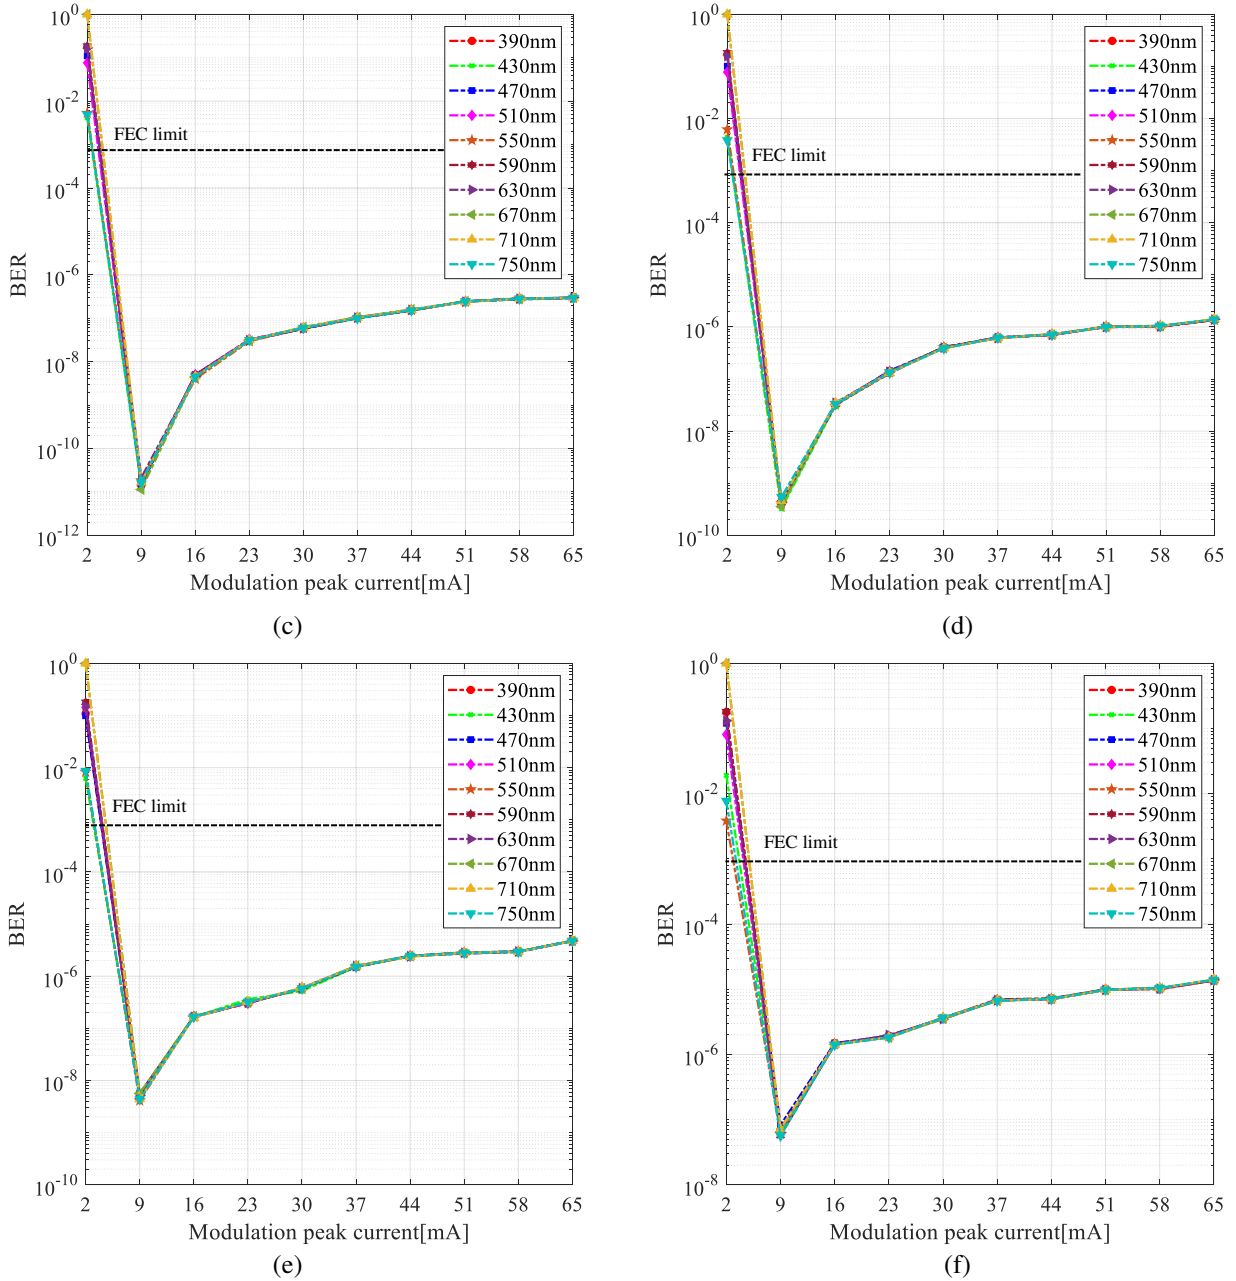 10^0
10^-2
10^-4
10^-6
10^-8
10^-10
10^-12
BER
FEC limit
390nm
430nm
470nm
510nm
550nm
590nm
630nm
670nm
710nm
750nm
2 9 16 23 30 37 44 51 58 65
Modulation peak current[mA]
(c)
10^0
10^-2
10^-4
10^-6
10^-8
10^-10
BER
FEC limit
390nm
430nm
470nm
510nm
550nm
590nm
630nm
670nm
710nm
750nm
2 9 16 23 30 37 44 51 58 65
Modulation peak current[mA]
(d)
10^0
10^-2
10^-4
10^-6
10^-8
10^-10
BER
FEC limit
390nm
430nm
470nm
510nm
550nm
590nm
630nm
670nm
710nm
750nm
2 9 16 23 30 37 44 51 58 65
Modulation peak current[mA]
(e)
10^0
10^-2
10^-4
10^-6
10^-8
BER
FEC limit
390nm
430nm
470nm
510nm
550nm
590nm
630nm
670nm
710nm
750nm
2 9 16 23 30 37 44 51 58 65
Modulation peak current[mA]
(f)